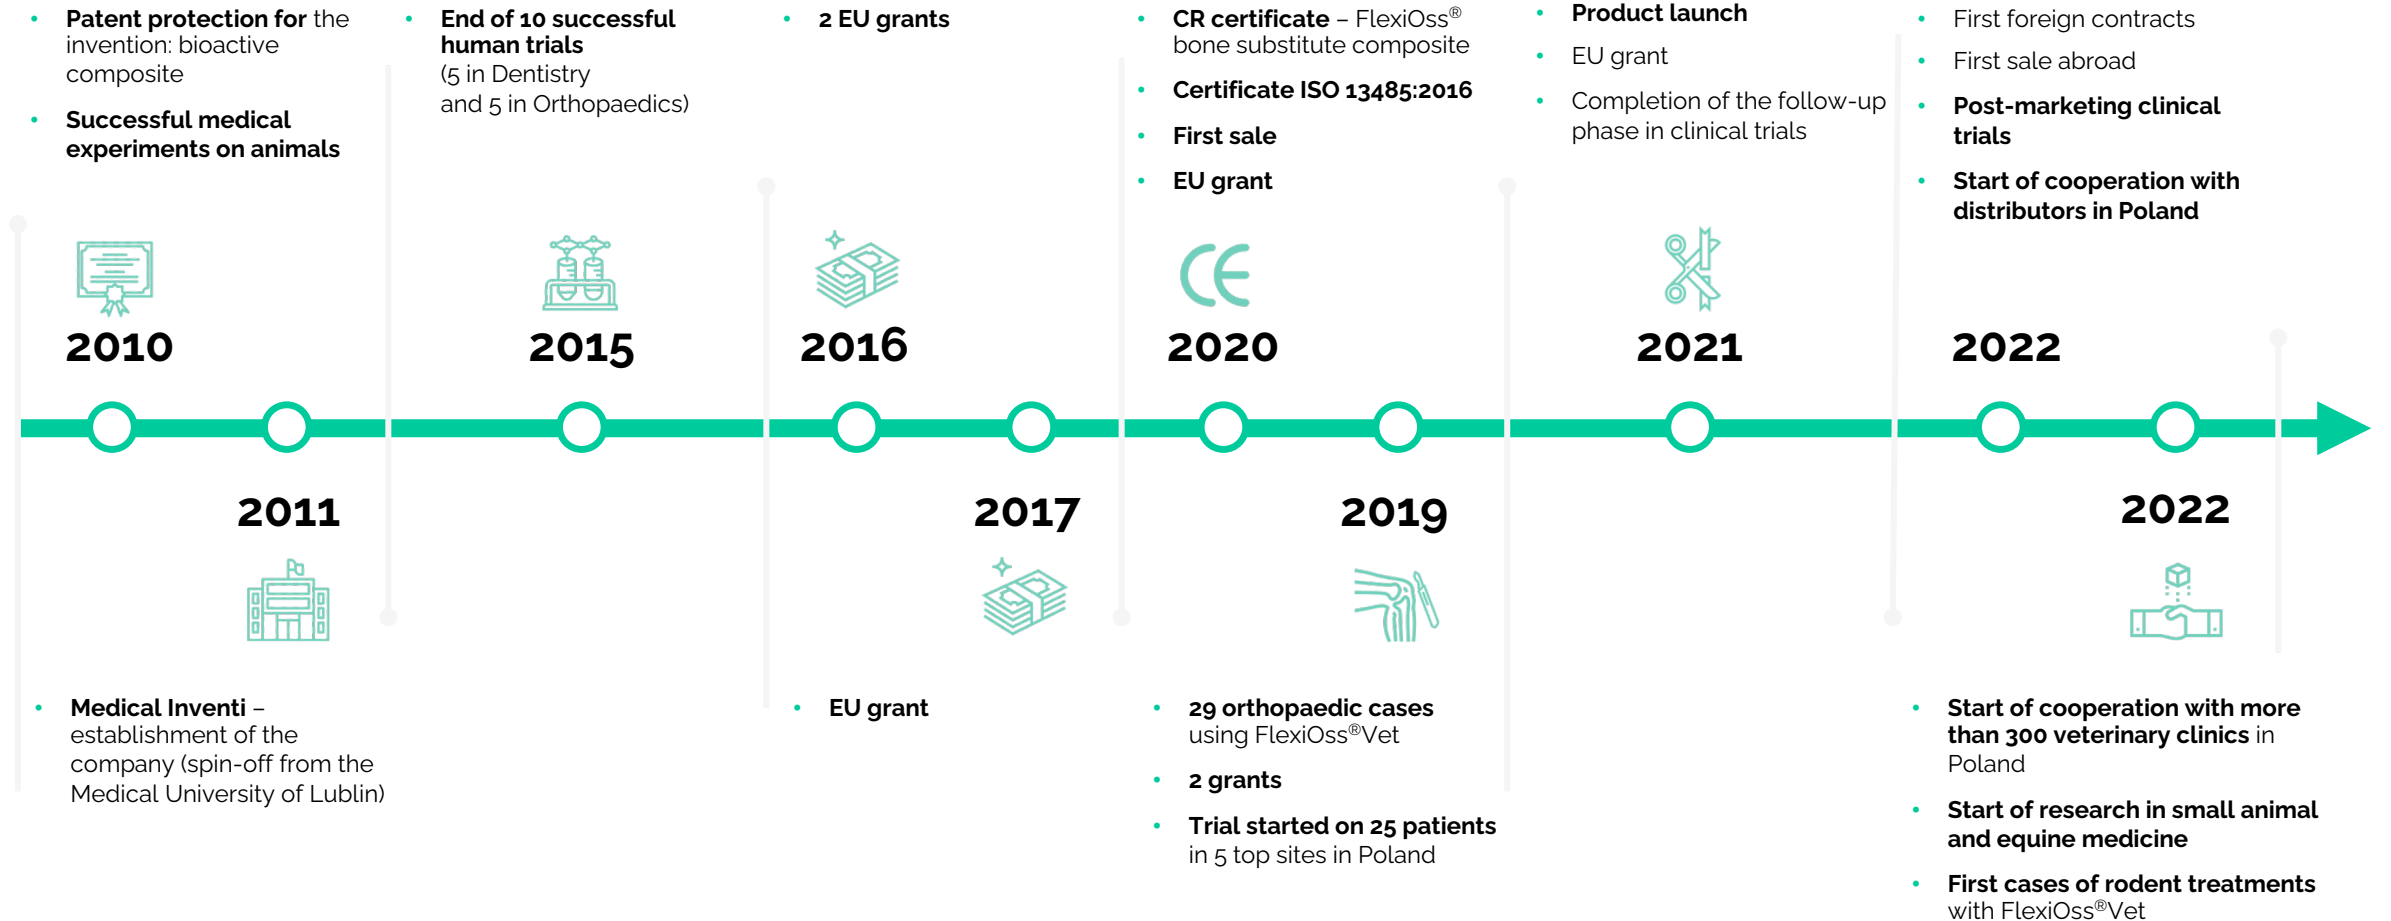 • Patent protection for the
invention: bioactive
composite
• Successful medical
experiments on animals
• End of 10 successful
human trials
(5 in Dentistry
and 5 in Orthopaedics)
• 2 EU grants
• CR certificate – FlexiOss®
bone substitute composite
• Certificate ISO 13485:2016
• First sale
• EU grant
• Product launch
• EU grant
• Completion of the follow-up
phase in clinical trials
• First foreign contracts
• First sale abroad
• Post-marketing clinical
trials
• Start of cooperation with
distributors in Poland
CE
2010
2015
2016
2020
2021
2022
2011
2017
2019
2022
• Medical Inventi –
establishment of the
company (spin-off from the
Medical University of Lublin)
• EU grant
• 29 orthopaedic cases
using FlexiOss®Vet
• 2 grants
• Trial started on 25 patients
in 5 top sites in Poland
• Start of cooperation with more
than 300 veterinary clinics in
Poland
• Start of research in small animal
and equine medicine
• First cases of rodent treatments
with FlexiOss®Vet